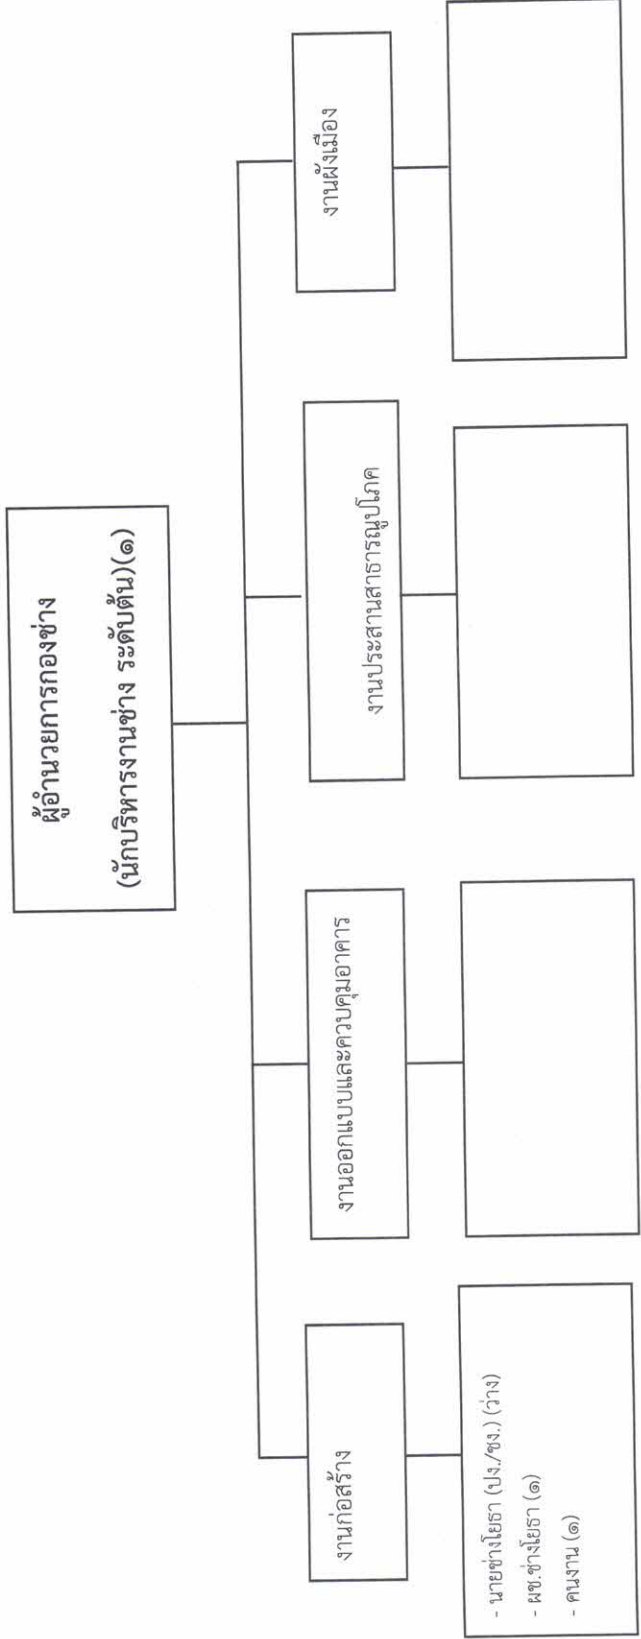 ผู้อำนวยการกองช่าง
(นักบริหารงานช่าง ระดับต้น)(๑)
งานก่อสร้าง
งานออกแบบและควบคุมอาคาร
งานประสานสาธารณูปโภค
งานผังเมือง
- นายช่างโยธา (ปง./ชง.) (ว่าง)
- ผช.ช่างโยธา (๑)
- คนงาน (๑)